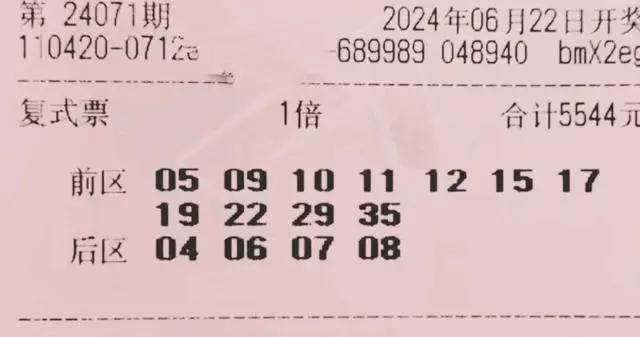 第 24071期 2024年06月22日开奖
110420-0712 -689989 048940 bmX2eg
复式票 1倍 合计5544元
前区 05 09 10 11 12 15 17
19 22 29 35
后区 04 06 07 08